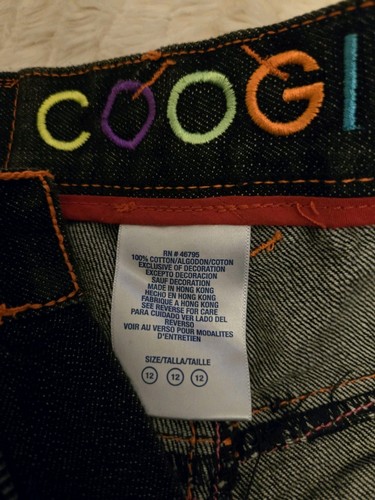 COOGI
RN # 46795
100% COTTON/ALGODON/COTON
EXCLUSIVE OF DECORATION
EXCEPTO DECORACION
SAUF DECORATION
MADE IN HONG KONG
HECHO EN HONG KONG
FABRIQUE A HONG KONG
SEE REVERSE FOR CARE
PARA CUIDADO VER LADO DEL
REVERSO
VOIR AU VERSO POUR MODALITES
D'ENTRETIEN
SIZE/TALLA/TAILLE
12 12 12